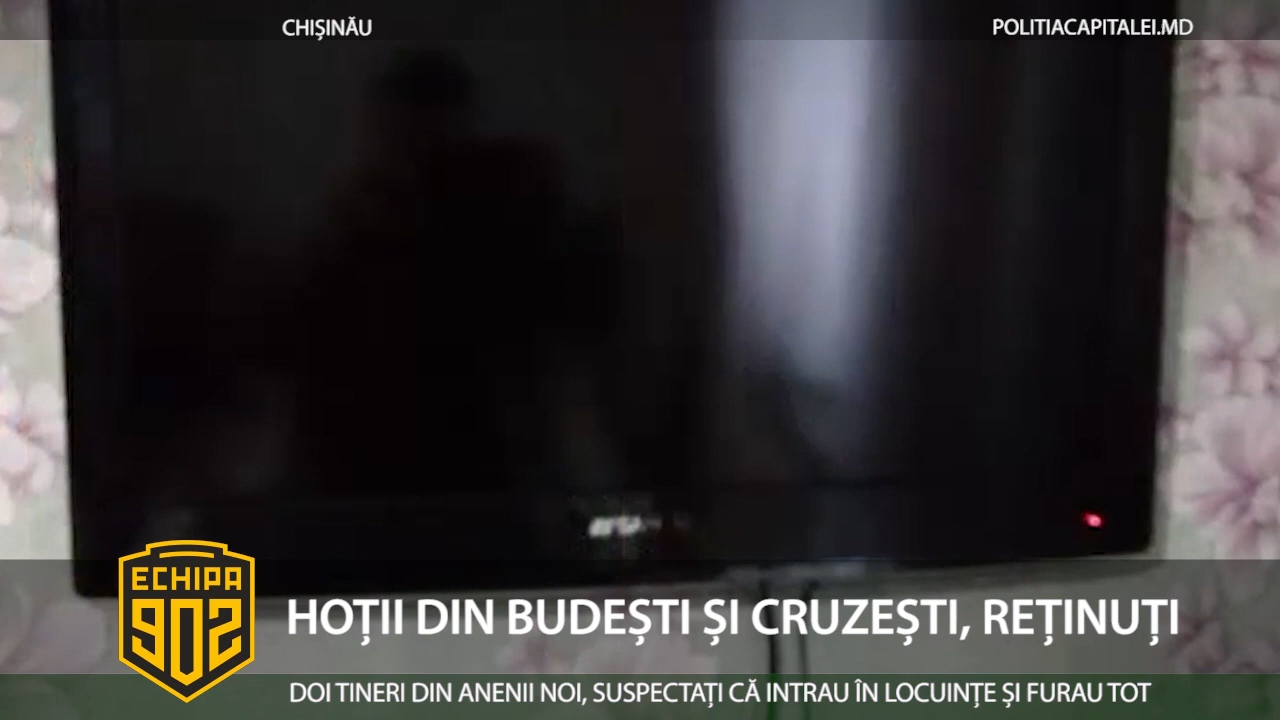 CHIȘINĂU
POLITIACAPITALEI.MD
ECHIPA
902
HOȚII DIN BUDEȘTI ȘI CRUZEȘTI, REȚINUȚI
DOI TINERI DIN ANENII NOI, SUSPECTAȚI CĂ INTRAU ÎN LOCUINȚE ȘI FURAU TOT